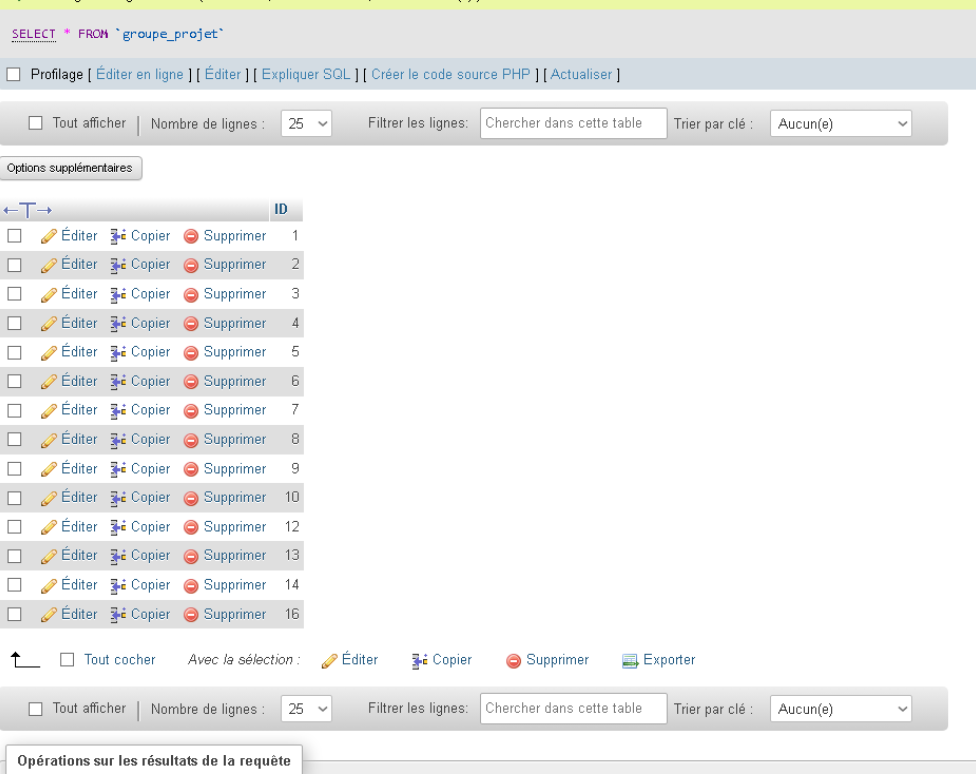 SELECT * FROM `groupe_projet`
Profilage [ Éditer en ligne ] [ Éditer ] [ Expliquer SQL ] [ Créer le code source PHP ] [ Actualiser ]
Tout afficher | Nombre de lignes : 25 Filtrer les lignes: Chercher dans cette table Trier par clé : Aucun(e)
Options supplémentaires
←T→ ID
Éditer Copier Supprimer 1
Éditer Copier Supprimer 2
Éditer Copier Supprimer 3
Éditer Copier Supprimer 4
Éditer Copier Supprimer 5
Éditer Copier Supprimer 6
Éditer Copier Supprimer 7
Éditer Copier Supprimer 8
Éditer Copier Supprimer 9
Éditer Copier Supprimer 10
Éditer Copier Supprimer 12
Éditer Copier Supprimer 13
Éditer Copier Supprimer 14
Éditer Copier Supprimer 16
Tout cocher Avec la sélection : Éditer Copier Supprimer Exporter
Tout afficher | Nombre de lignes : 25 Filtrer les lignes: Chercher dans cette table Trier par clé : Aucun(e)
Opérations sur les résultats de la requête